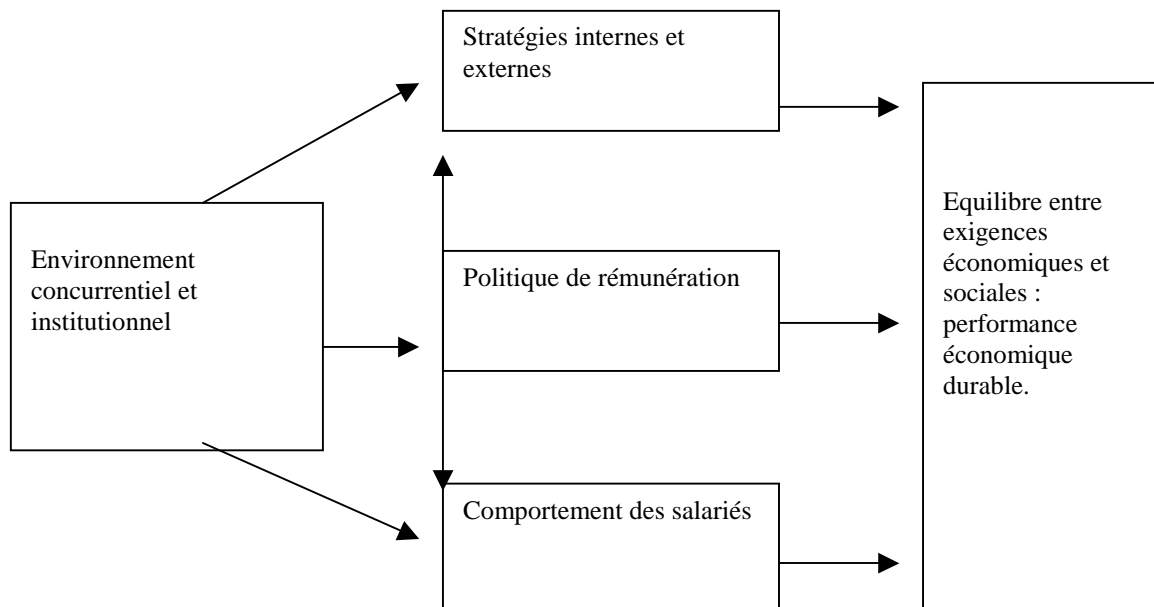 Stratégies internes et
externes
Environnement
concurrentiel et
institutionnel
Politique de rémunération
Comportement des salariés
Equilibre entre
exigences
économiques et
sociales :
performance
économique
durable.